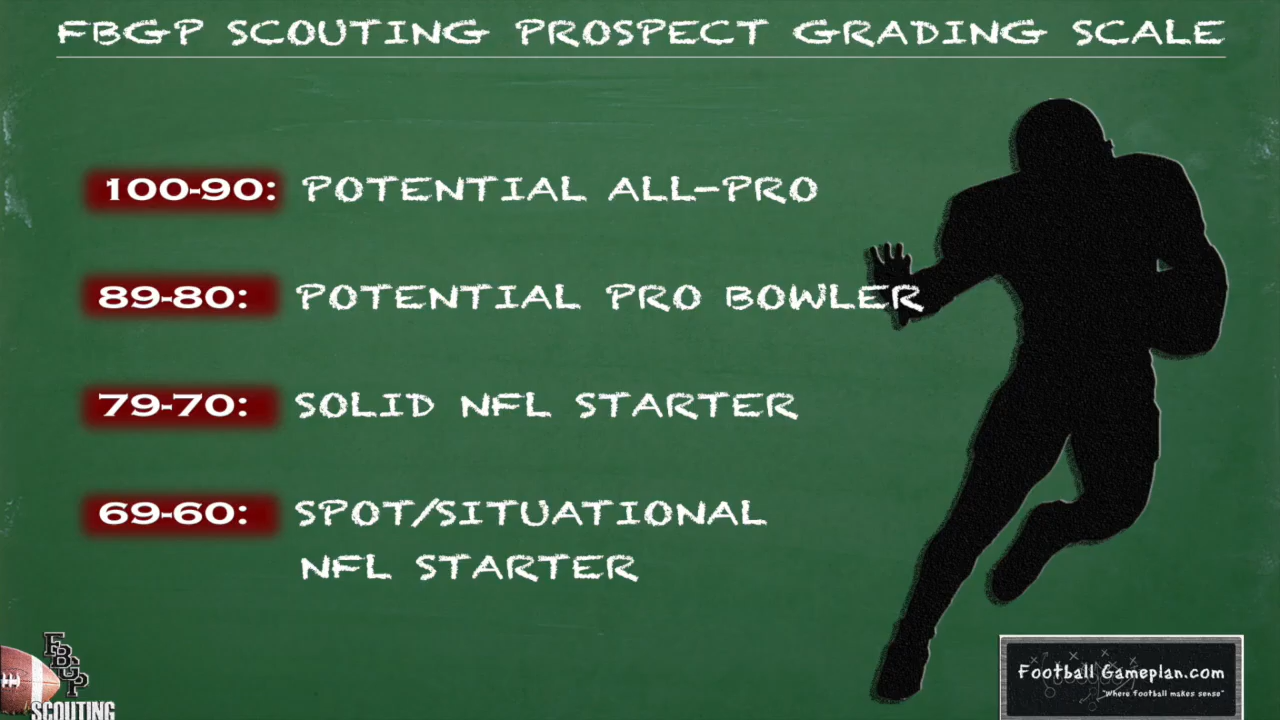 FBGP SCOUTING PROSPECT GRADING SCALE
100-90: POTENTIAL ALL-PRO
89-80: POTENTIAL PRO BOWLER
79-70: SOLID NFL STARTER
69-60: SPOT/SITUATIONAL
NFL STARTER
FBGP
SCOUTING
Football Gameplan.com
"Where football makes sense"